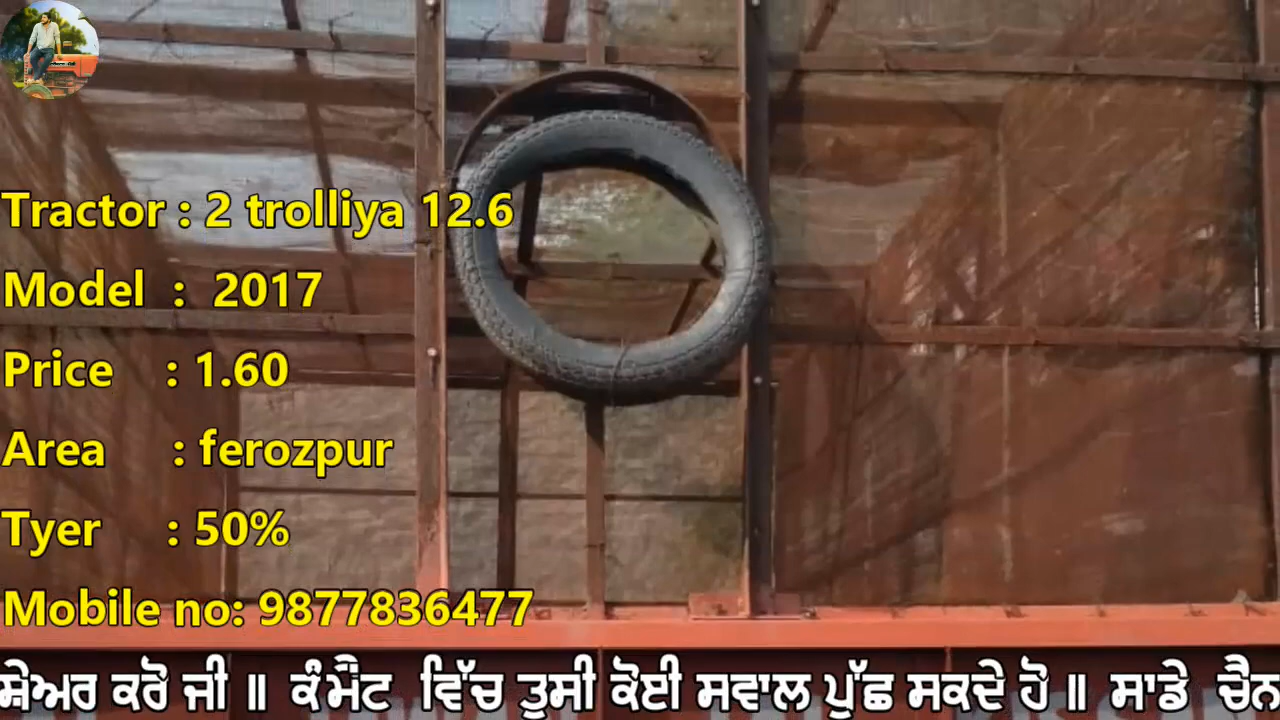 Tractor : 2 trolliya 12.6
Model : 2017
Price : 1.60
Area : ferozpur
Tyer : 50%
Mobile no: 9877836477
ਸ਼ੇਅਰ ਕਰੋ ਜੀ ॥ ਕੰਮੈਂਟ ਵਿੱਚ ਤੁਸੀ ਕੋਈ ਸਵਾਲ ਪੁੱਛ ਸਕਦੇ ਹੋ ॥ ਸਾਡੇ ਚੈਨ